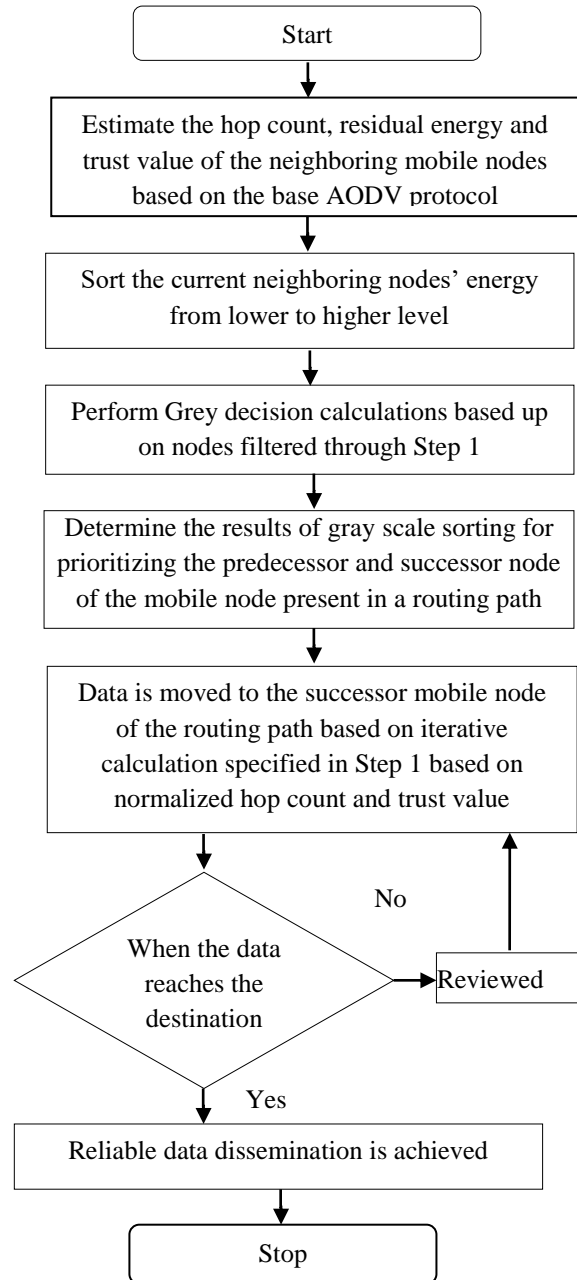 Start
Estimate the hop count, residual energy and
trust value of the neighboring mobile nodes
based on the base AODV protocol
Sort the current neighboring nodes' energy
from lower to higher level
Perform Grey decision calculations based up
on nodes filtered through Step 1
Determine the results of gray scale sorting for
prioritizing the predecessor and successor node
of the mobile node present in a routing path
Data is moved to the successor mobile node
of the routing path based on iterative
calculation specified in Step 1 based on
normalized hop count and trust value
No
When the data
reaches the
destination
Reviewed
Yes
Reliable data dissemination is achieved
Stop